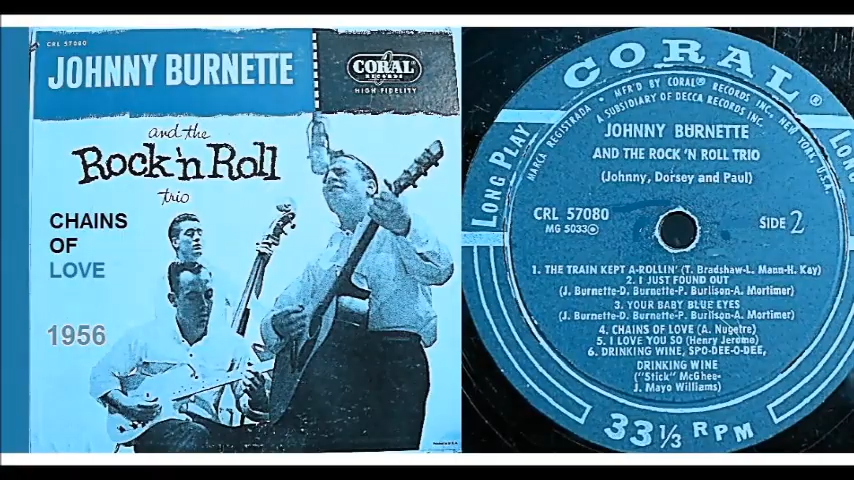 CRL 57080
JOHNNY BURNETTE
CORAL
RECORDS
HIGH FIDELITY
and the
Rock 'n Roll
trio
CHAINS
OF
LOVE
1956
CORAL ®
MFR'D BY CORAL® RECORDS INC., NEW YORK, U.S.A.
MARCA REGISTRADA • A SUBSIDIARY OF DECCA RECORDS INC.
LONG PLAY
LONG
JOHNNY BURNETTE
AND THE ROCK 'N ROLL TRIO
(Johnny, Dorsey and Paul)
CRL 57080
MG 5033
SIDE 2
1. THE TRAIN KEPT A-ROLLIN' (T. Bradshaw-L. Mann-H. Kay)
2. I JUST FOUND OUT
(J. Burnette-D. Burnette-P. Burlison-A. Mortimer)
3. YOUR BABY BLUE EYES
(J. Burnette-D. Burnette-P. Burlison-A. Mortimer)
4. CHAINS OF LOVE (A. Nugetre)
5. I LOVE YOU SO (Henry Jerome)
6. DRINKING WINE, SPO-DEE-O-DEE,
DRINKING WINE
("Stick" McGhee-
J. Mayo Williams)
33 1/3 RPM